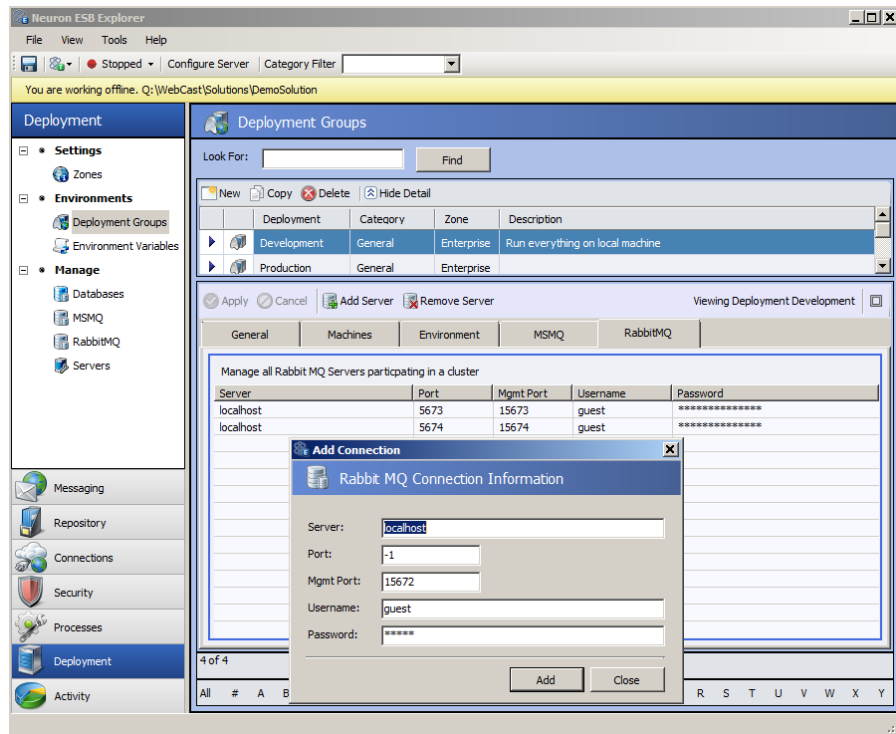 Neuron ESB Explorer
File View Tools Help
Stopped Configure Server Category Filter
You are working offline. Q:\WebCast\Solutions\DemoSolution
Deployment
Settings
Zones
Environments
Deployment Groups
Environment Variables
Manage
Databases
MSMQ
RabbitMQ
Servers
Messaging
Repository
Connections
Security
Processes
Deployment
Activity
Deployment Groups
Look For: Find
New Copy Delete Hide Detail
Deployment Category Zone Description
Development General Enterprise Run everything on local machine
Production General Enterprise
Apply Cancel Add Server Remove Server Viewing Deployment Development
General Machines Environment MSMQ RabbitMQ
Manage all Rabbit MQ Servers particpating in a cluster
Server Port Mgmt Port Username Password
localhost 5673 15673 guest **************
localhost 5674 15674 guest **************
Add Connection
Rabbit MQ Connection Information
Server: localhost
Port: -1
Mgmt Port: 15672
Username: guest
Password: *****
Add Close
4 of 4
All # A B R S T U V W X Y